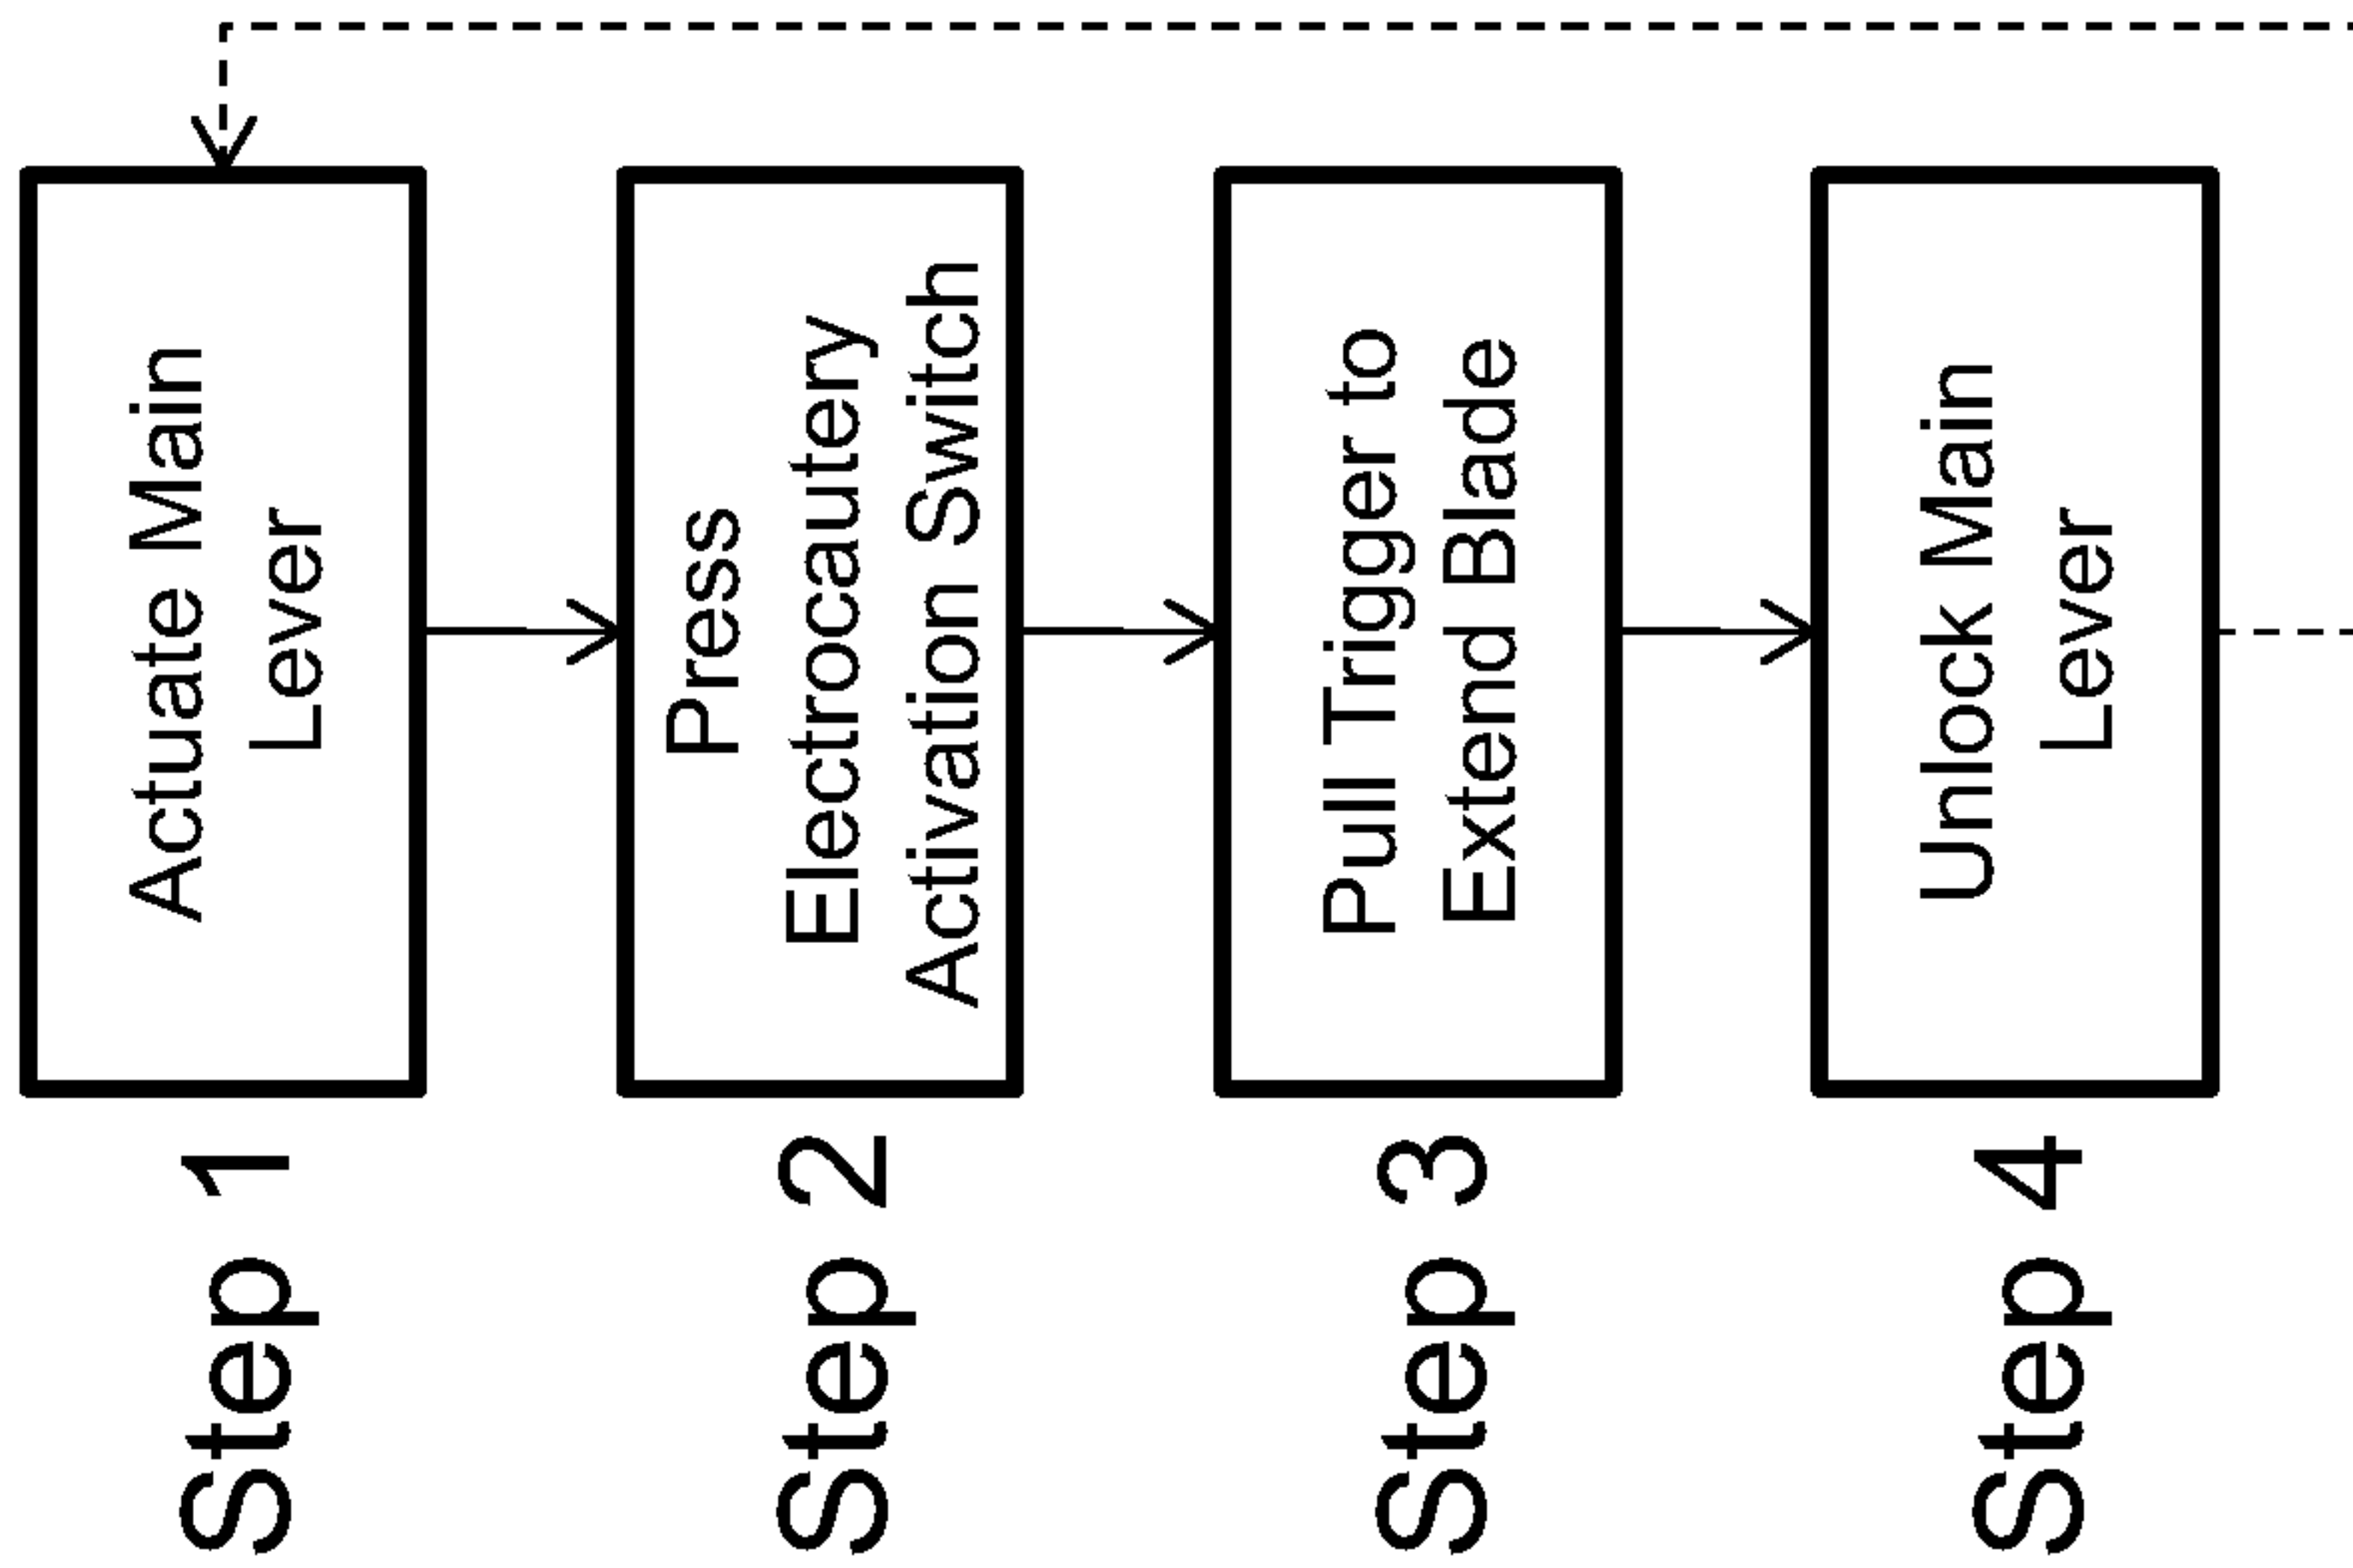 Step 1
Actuate Main
Lever
Step 2
Press
Electrocautery
Activation Switch
Step 3
Pull Trigger to
Extend Blade
Step 4
Unlock Main
Lever